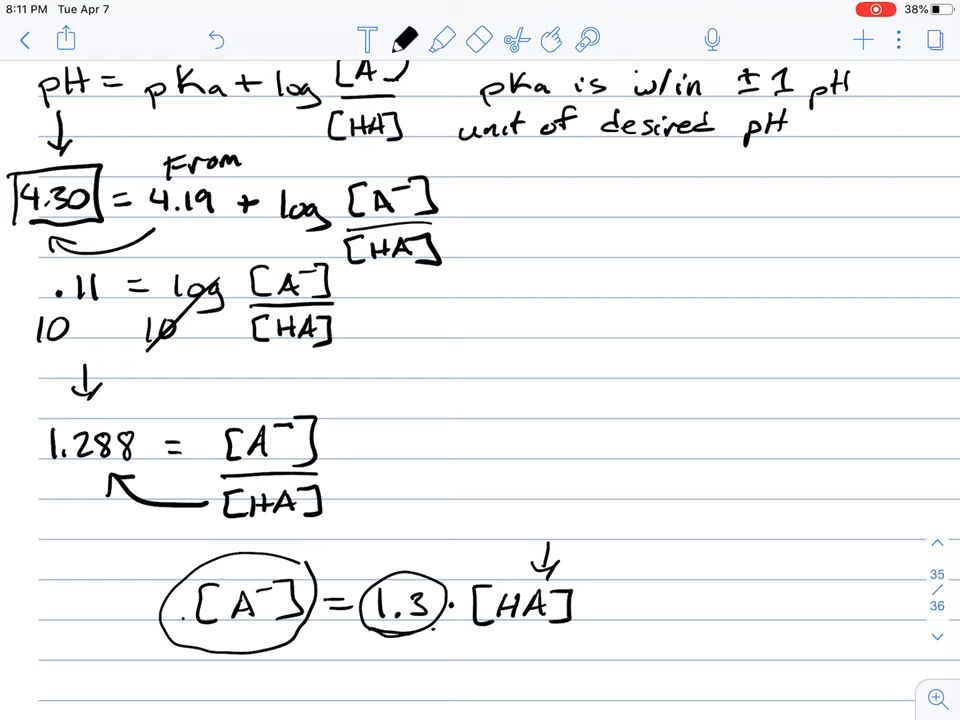 8:11 PM Tue Apr 7 38%
T
pH = pKa + log [A⁻] / [HA]
pKa is w/in ± 1 pH
unit of desired pH
From
4.30 = 4.19 + log [A⁻] / [HA]
.11 = log [A⁻] / [HA]
10 10
↓
1.288 = [A⁻] / [HA]
[A⁻] = 1.3 · [HA]
35
/
36